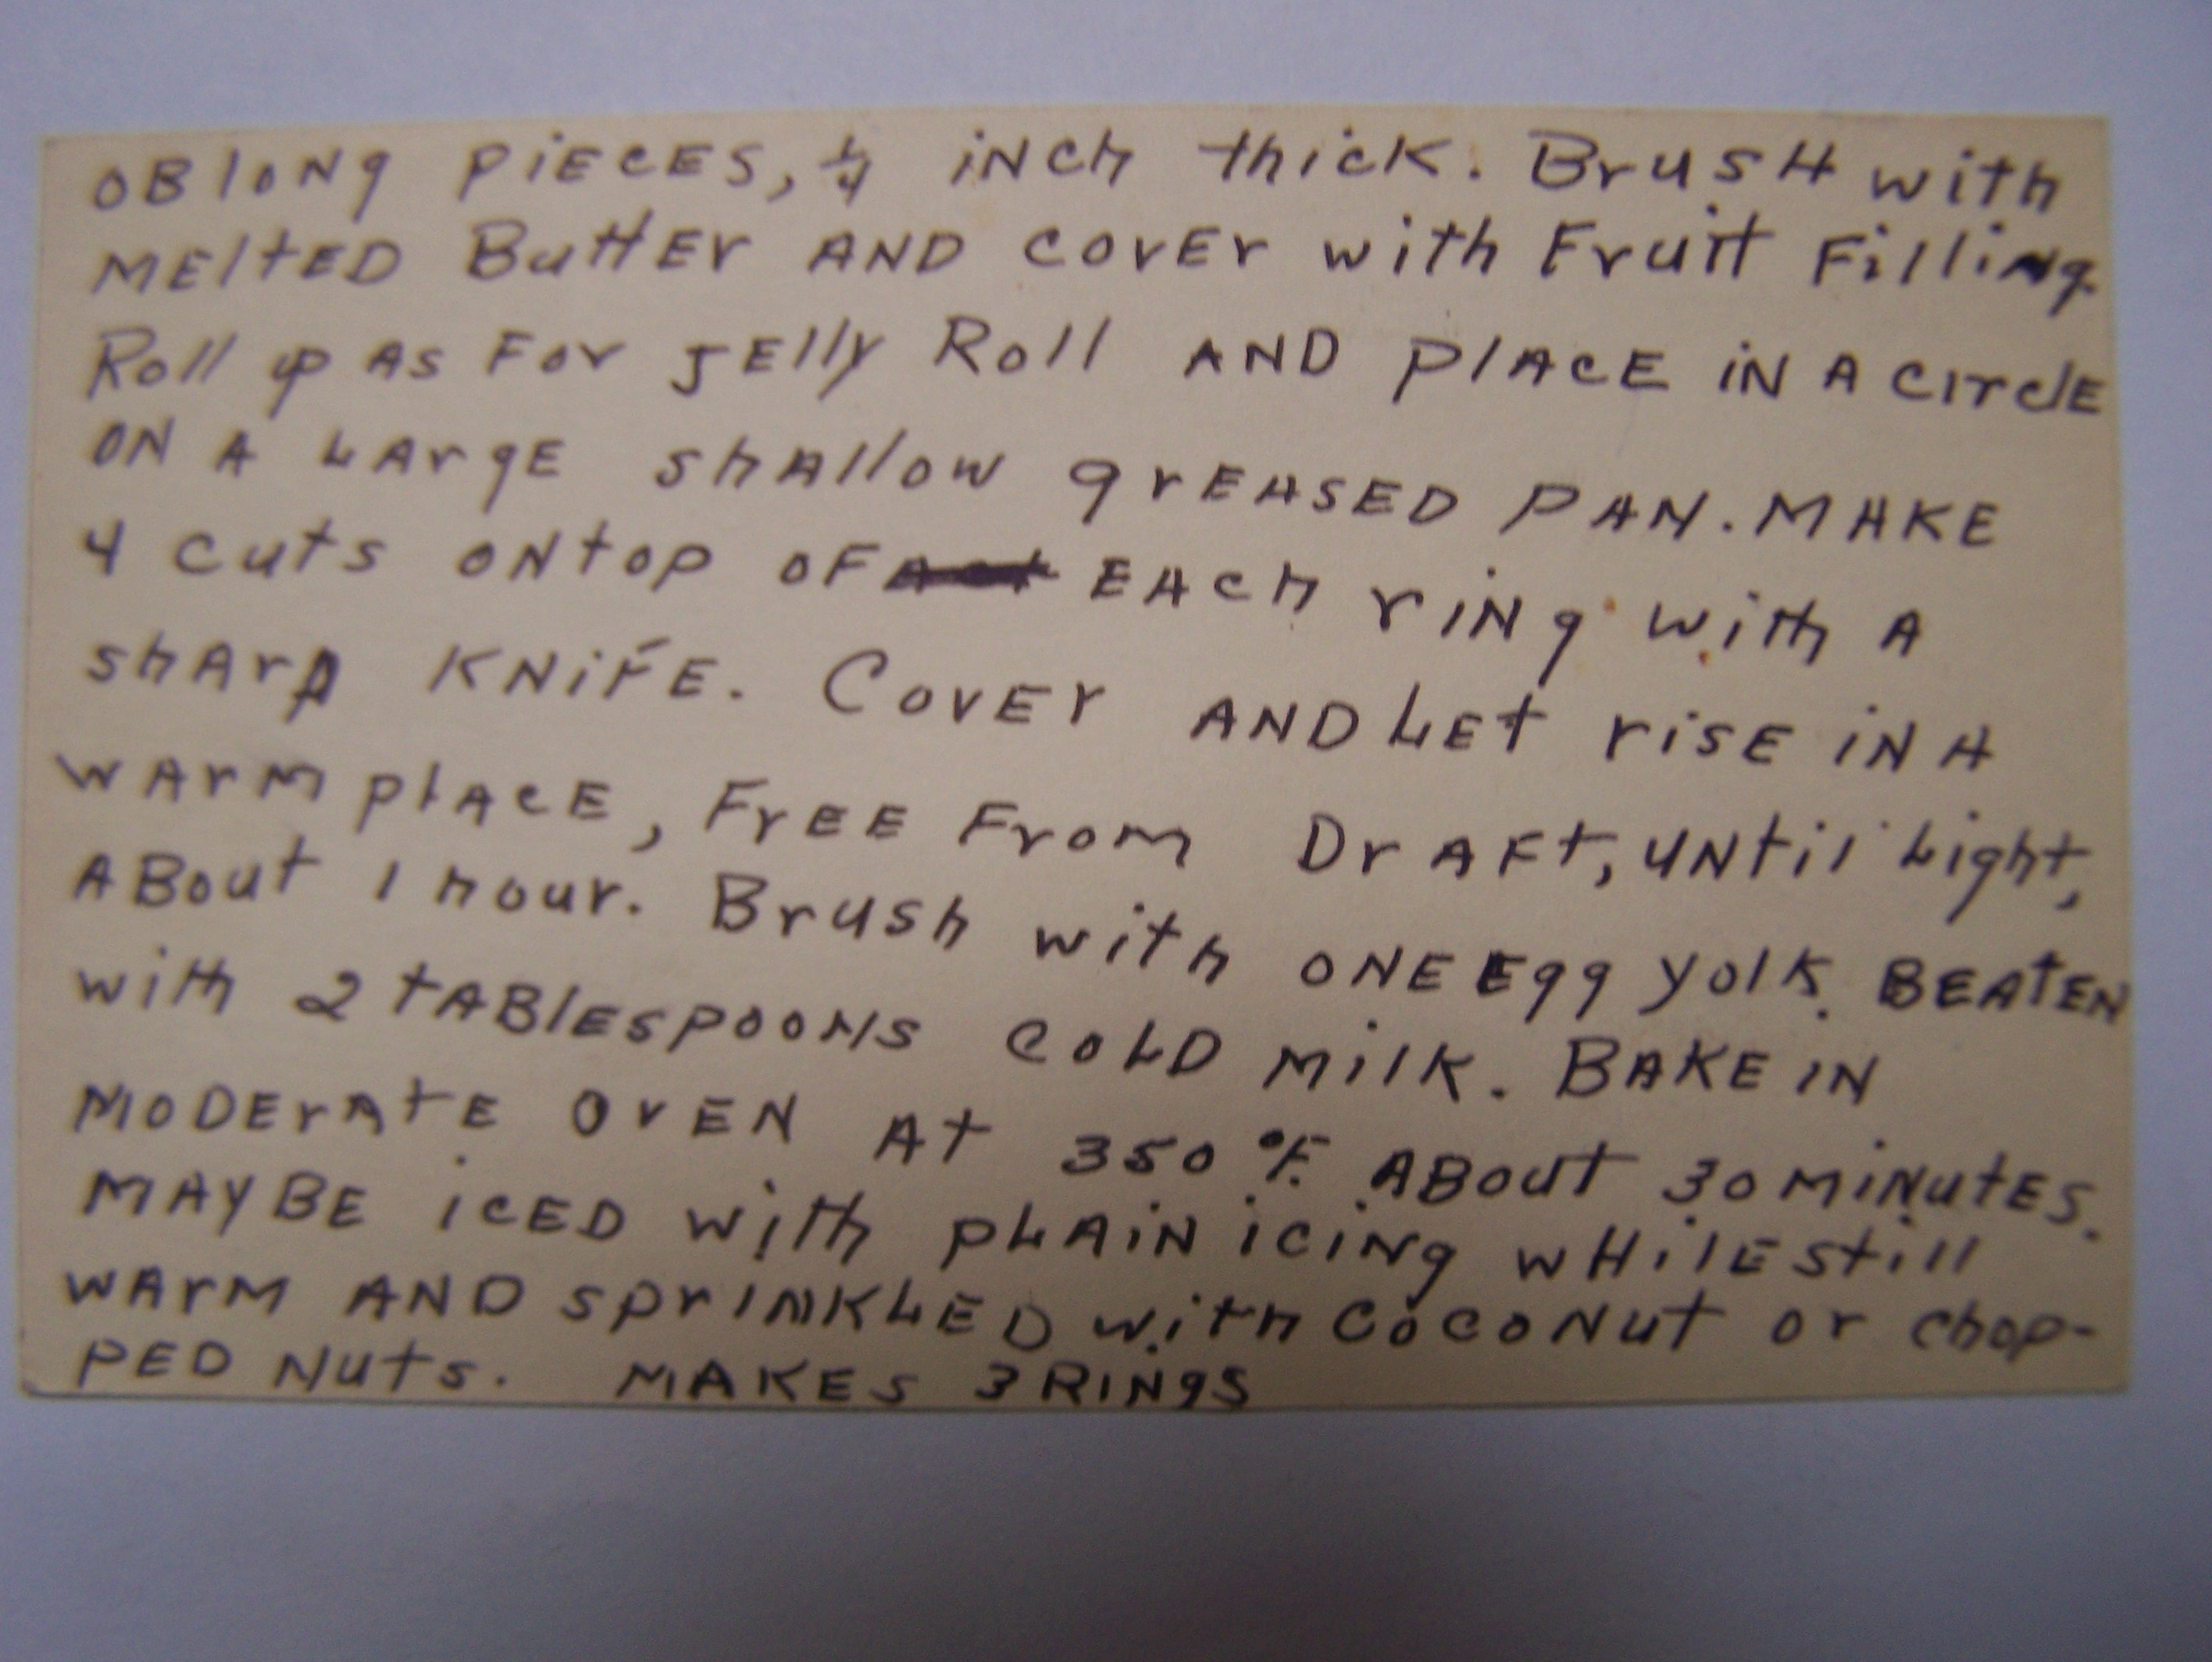 OBlONg PiECES, 1/4 iNch thick. BrusH with
MEltED ButtEr AND covEr with Fruit Filling.
Roll up As For JElly Roll AND PlAcE iN A circlE
ON A LArgE shAllow grEASED PAN. MAKE
4 cuts ONtop oF EAch riNg with A
shArp KNiFE. CovEr AND LEt risE iN A
wArm plAcE, FrEE From DrAFt, uNtil Light,
ABout 1 hour. Brush with ONE Egg yolk BEAtEN
with 2 tABlEspooNs coLD milk. BAKE IN
MoDErAtE OvEN At 350 °F. ABout 30 MiNutES.
MAY BE icED with PLAiN iciNg wHilE still
wArm AND sprINKLED with CocoNut or chop-
PED Nuts. MAKEs 3 RiNgs